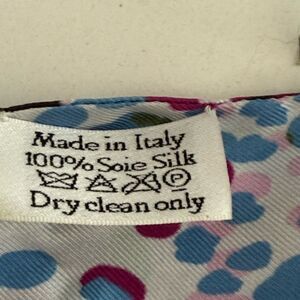 Made in Italy
100% Soie Silk
P
Dry clean only